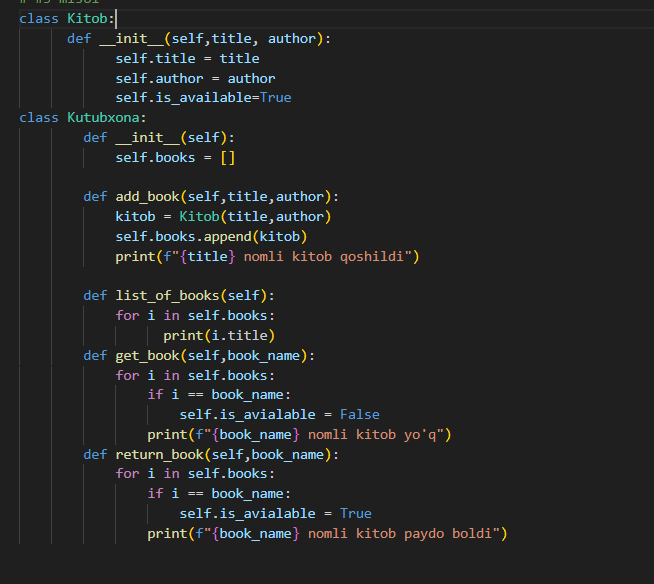 # #5 misol
class Kitob:
def __init__(self,title, author):
self.title = title
self.author = author
self.is_available=True
class Kutubxona:
def __init__(self):
self.books = []
def add_book(self,title,author):
kitob = Kitob(title,author)
self.books.append(kitob)
print(f"{title} nomli kitob qoshildi")
def list_of_books(self):
for i in self.books:
print(i.title)
def get_book(self,book_name):
for i in self.books:
if i == book_name:
self.is_avialable = False
print(f"{book_name} nomli kitob yo'q")
def return_book(self,book_name):
for i in self.books:
if i == book_name:
self.is_avialable = True
print(f"{book_name} nomli kitob paydo boldi")